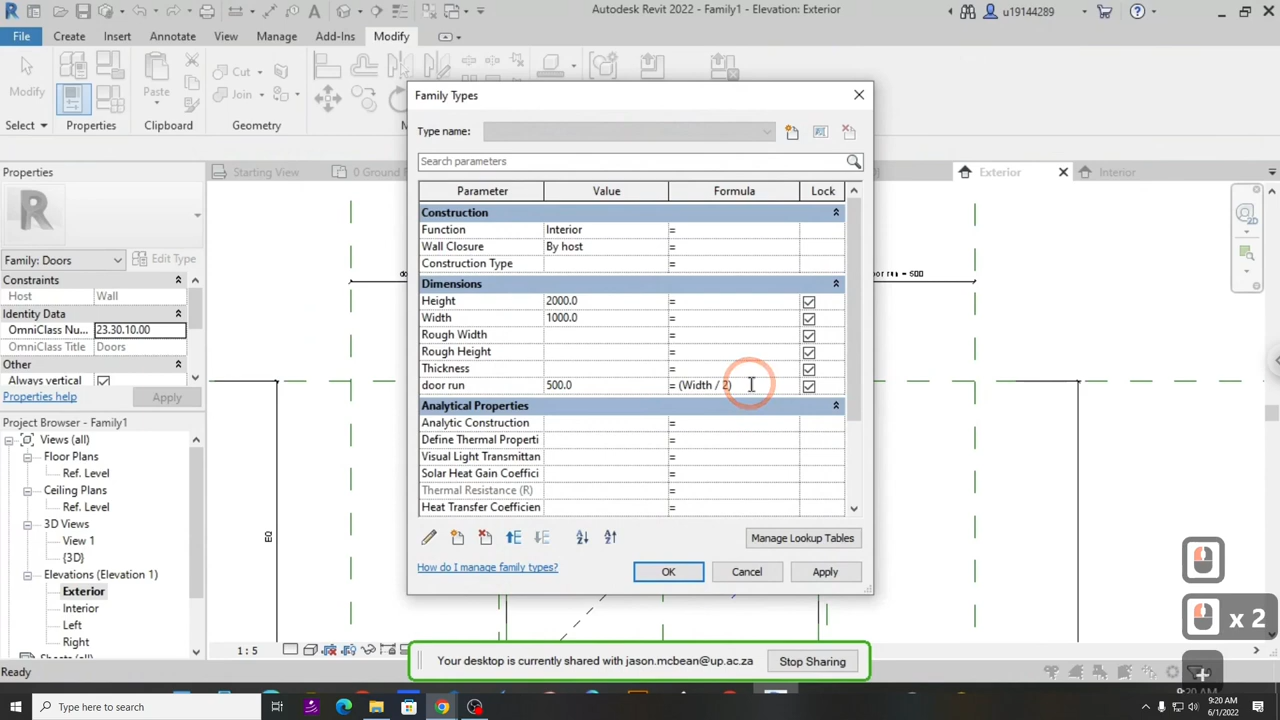 Autodesk Revit 2022 - Family1 - Elevation: Exterior
u19144289
File
Create
Insert
Annotate
View
Manage
Add-Ins
Modify
Modify
Paste
Cut
Join
Select
Properties
Clipboard
Geometry
Starting View
Exterior
Interior
Properties
Family: Doors
Edit Type
Constraints
Host
Wall
Identity Data
OmniClass Nu...
23.30.10.00
OmniClass Title
Doors
Other
Always vertical
Properties help
Apply
Project Browser - Family1
Views (all)
Floor Plans
Ref. Level
Ceiling Plans
Ref. Level
3D Views
View 1
{3D}
Elevations (Elevation 1)
Exterior
Interior
Left
Right
Family Types
Type name:
Search parameters
Parameter
Value
Formula
Lock
Construction
Function Interior =
Wall Closure By host =
Construction Type =
Dimensions
Height 2000.0 =
Width 1000.0 =
Rough Width =
Rough Height =
Thickness =
door run 500.0 = (Width / 2)
Analytical Properties
Analytic Construction =
Define Thermal Properti =
Visual Light Transmittan =
Solar Heat Gain Coeffici =
Thermal Resistance (R) =
Heat Transfer Coefficien =
Manage Lookup Tables
How do I manage family types?
OK
Cancel
Apply
EQ
x 2
1 : 5
Ready
Your desktop is currently shared with jason.mcbean@up.ac.za
Stop Sharing
Type here to search
9:20 AM
6/1/2022